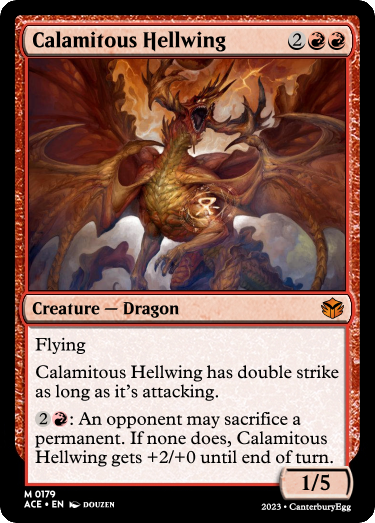 Calamitous Hellwing 2
Creature — Dragon
Flying
Calamitous Hellwing has double strike
as long as it's attacking.
2 : An opponent may sacrifice a
permanent. If none does, Calamitous
Hellwing gets +2/+0 until end of turn.
1/5
M 0179
ACE • EN DOUZEN
2023 • CanterburyEgg